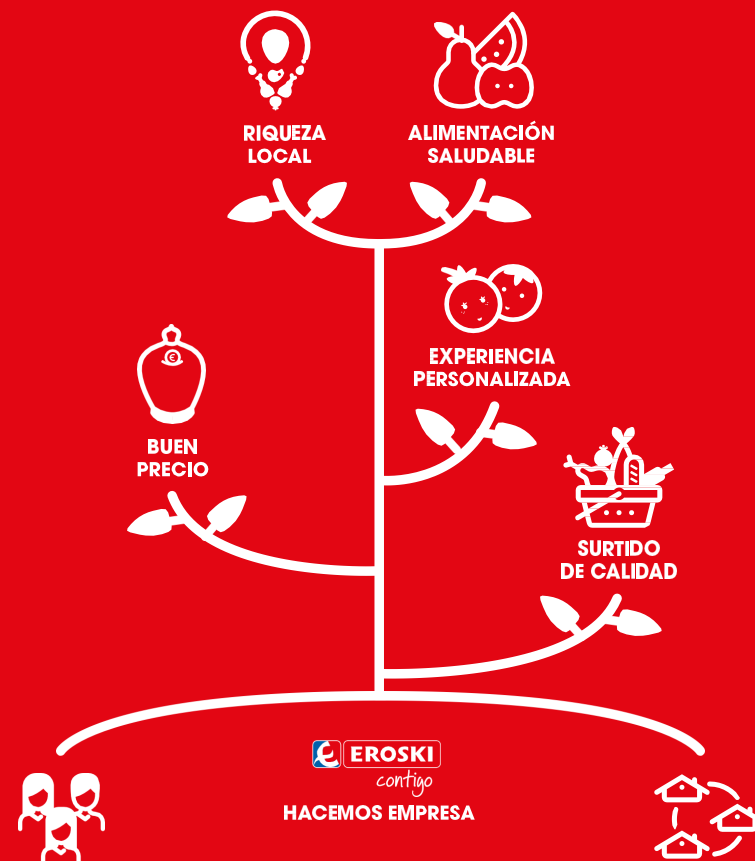 RIQUEZA
LOCAL
ALIMENTACIÓN
SALUDABLE
EXPERIENCIA
PERSONALIZADA
€
BUEN
PRECIO
SURTIDO
DE CALIDAD
EROSKI
contigo
HACEMOS EMPRESA